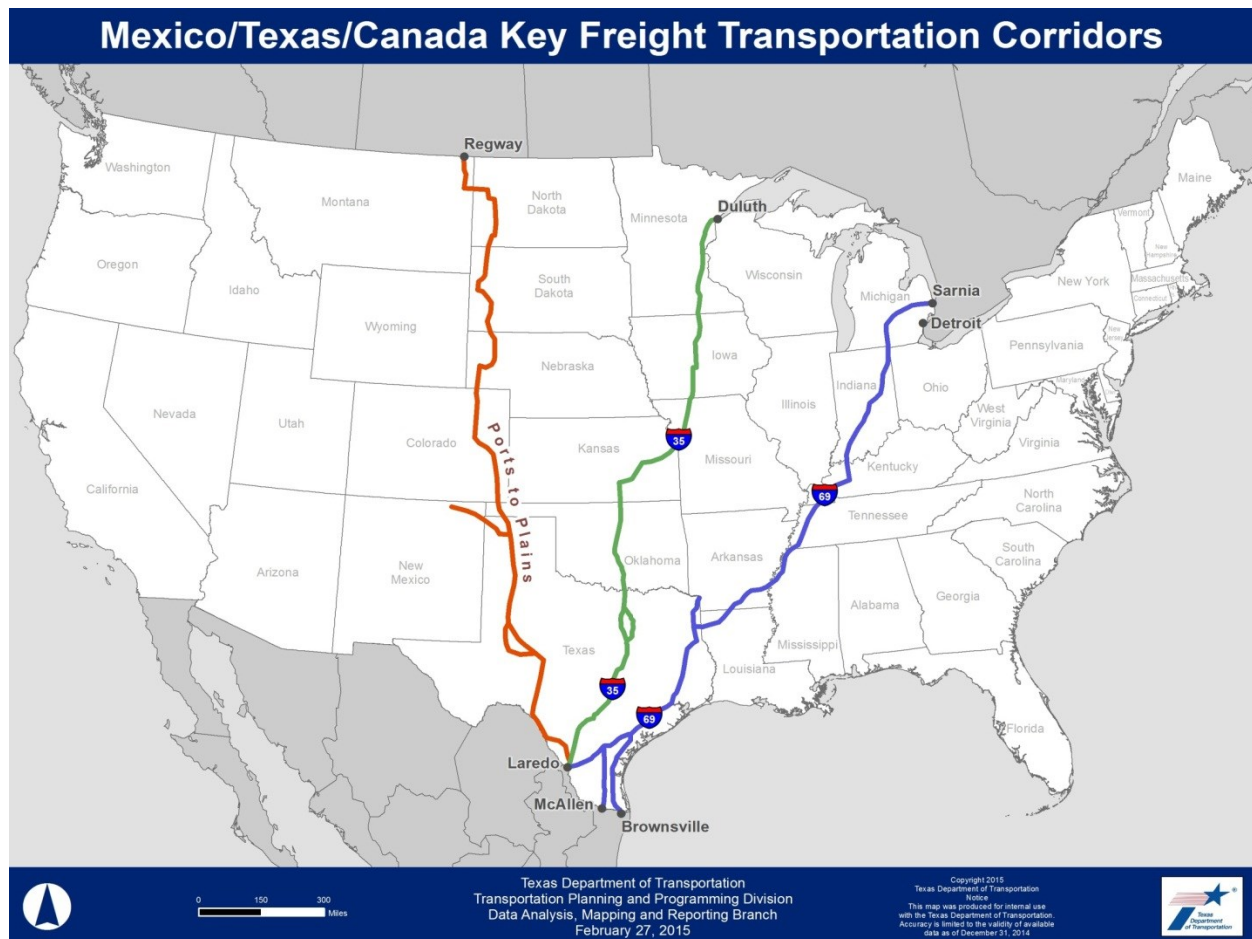 Mexico/Texas/Canada Key Freight Transportation Corridors
Regway
Washington
Montana
North
Dakota
Minnesota
Duluth
Maine
Vermont
New
Hampshire
Oregon
Idaho
South
Dakota
Wisconsin
Michigan
Sarnia
New York
Massachusetts
Connecticut
Wyoming
Detroit
Nebraska
Iowa
Pennsylvania
New
Jersey
Nevada
Utah
Colorado
Kansas
35
Missouri
Illinois
Indiana
Ohio
Maryland
West
Virginia
Virginia
Kentucky
California
Ports to Plains
69
Tennessee
North
Carolina
Arizona
New
Mexico
Oklahoma
Arkansas
South
Carolina
Texas
Mississippi
Alabama
Georgia
Louisiana
35
69
Florida
Laredo
McAllen
Brownsville
0 150 300
Miles
Texas Department of Transportation
Transportation Planning and Programming Division
Data Analysis, Mapping and Reporting Branch
February 27, 2015
Copyright 2015
Texas Department of Transportation
Notice
This map was produced for internal use
with the Texas Department of Transportation.
Accuracy is limited to the validity of available
data as of December 31, 2014
Texas
Department
of Transportation